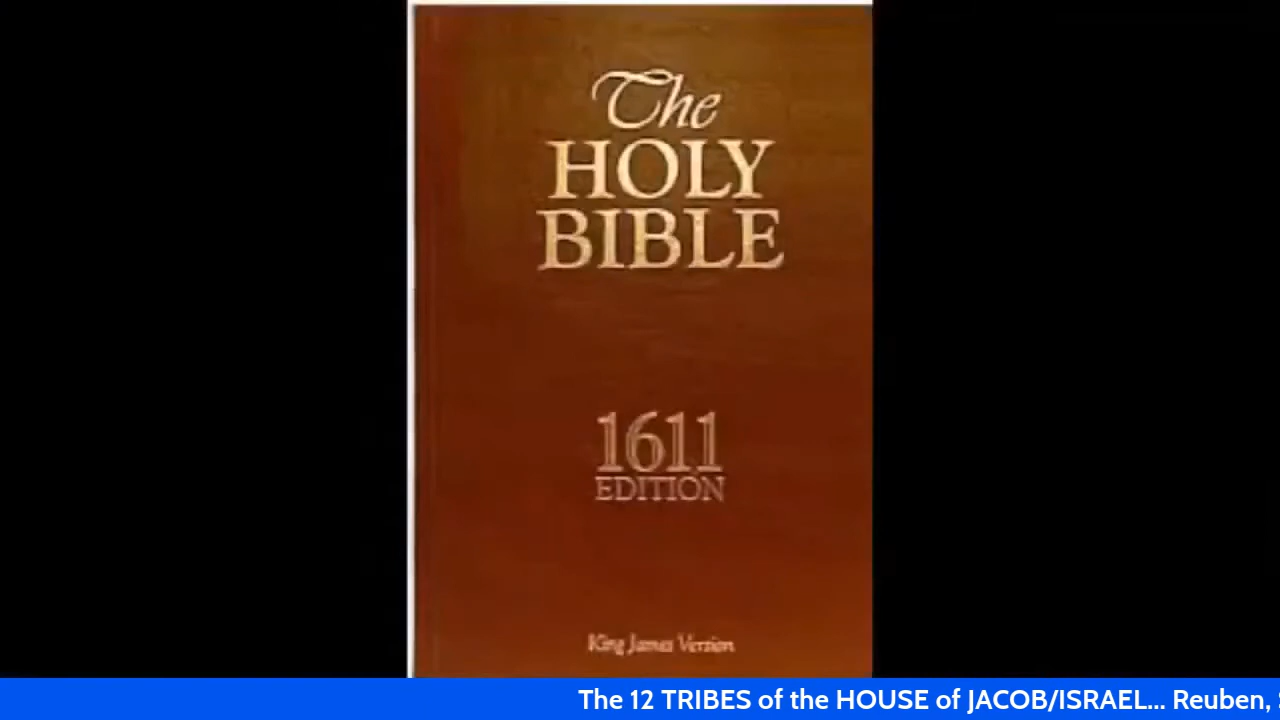 The
HOLY
BIBLE
1611
EDITION
King James Version
The 12 TRIBES of the HOUSE of JACOB/ISRAEL... Reuben,